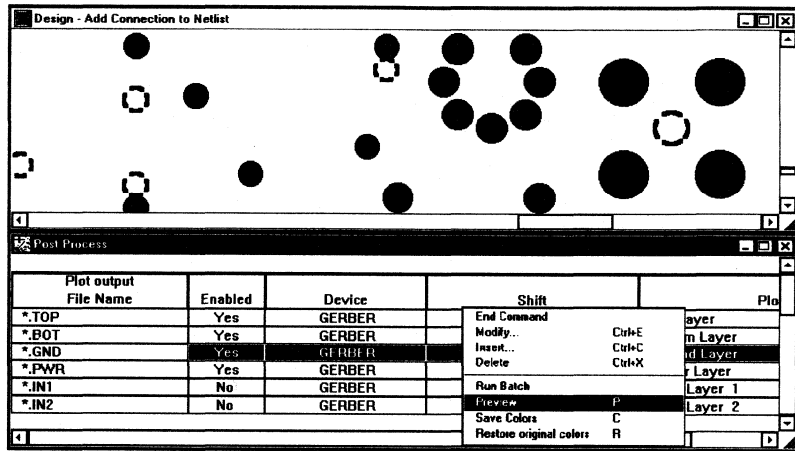 Design - Add Connection to Netlist
Post Process
Plot output
File Name Enabled Device Shift Plo
*.TOP Yes GERBER ayer
*.BOT Yes GERBER m Layer
*.GND Yes GERBER nd Layer
*.PWR Yes GERBER r Layer
*.IN1 No GERBER Layer 1
*.IN2 No GERBER Layer 2
End Command
Modify... Ctrl+E
Insert... Ctrl+C
Delete Ctrl+X
Run Batch
Preview P
Save Colors C
Restore original colors R